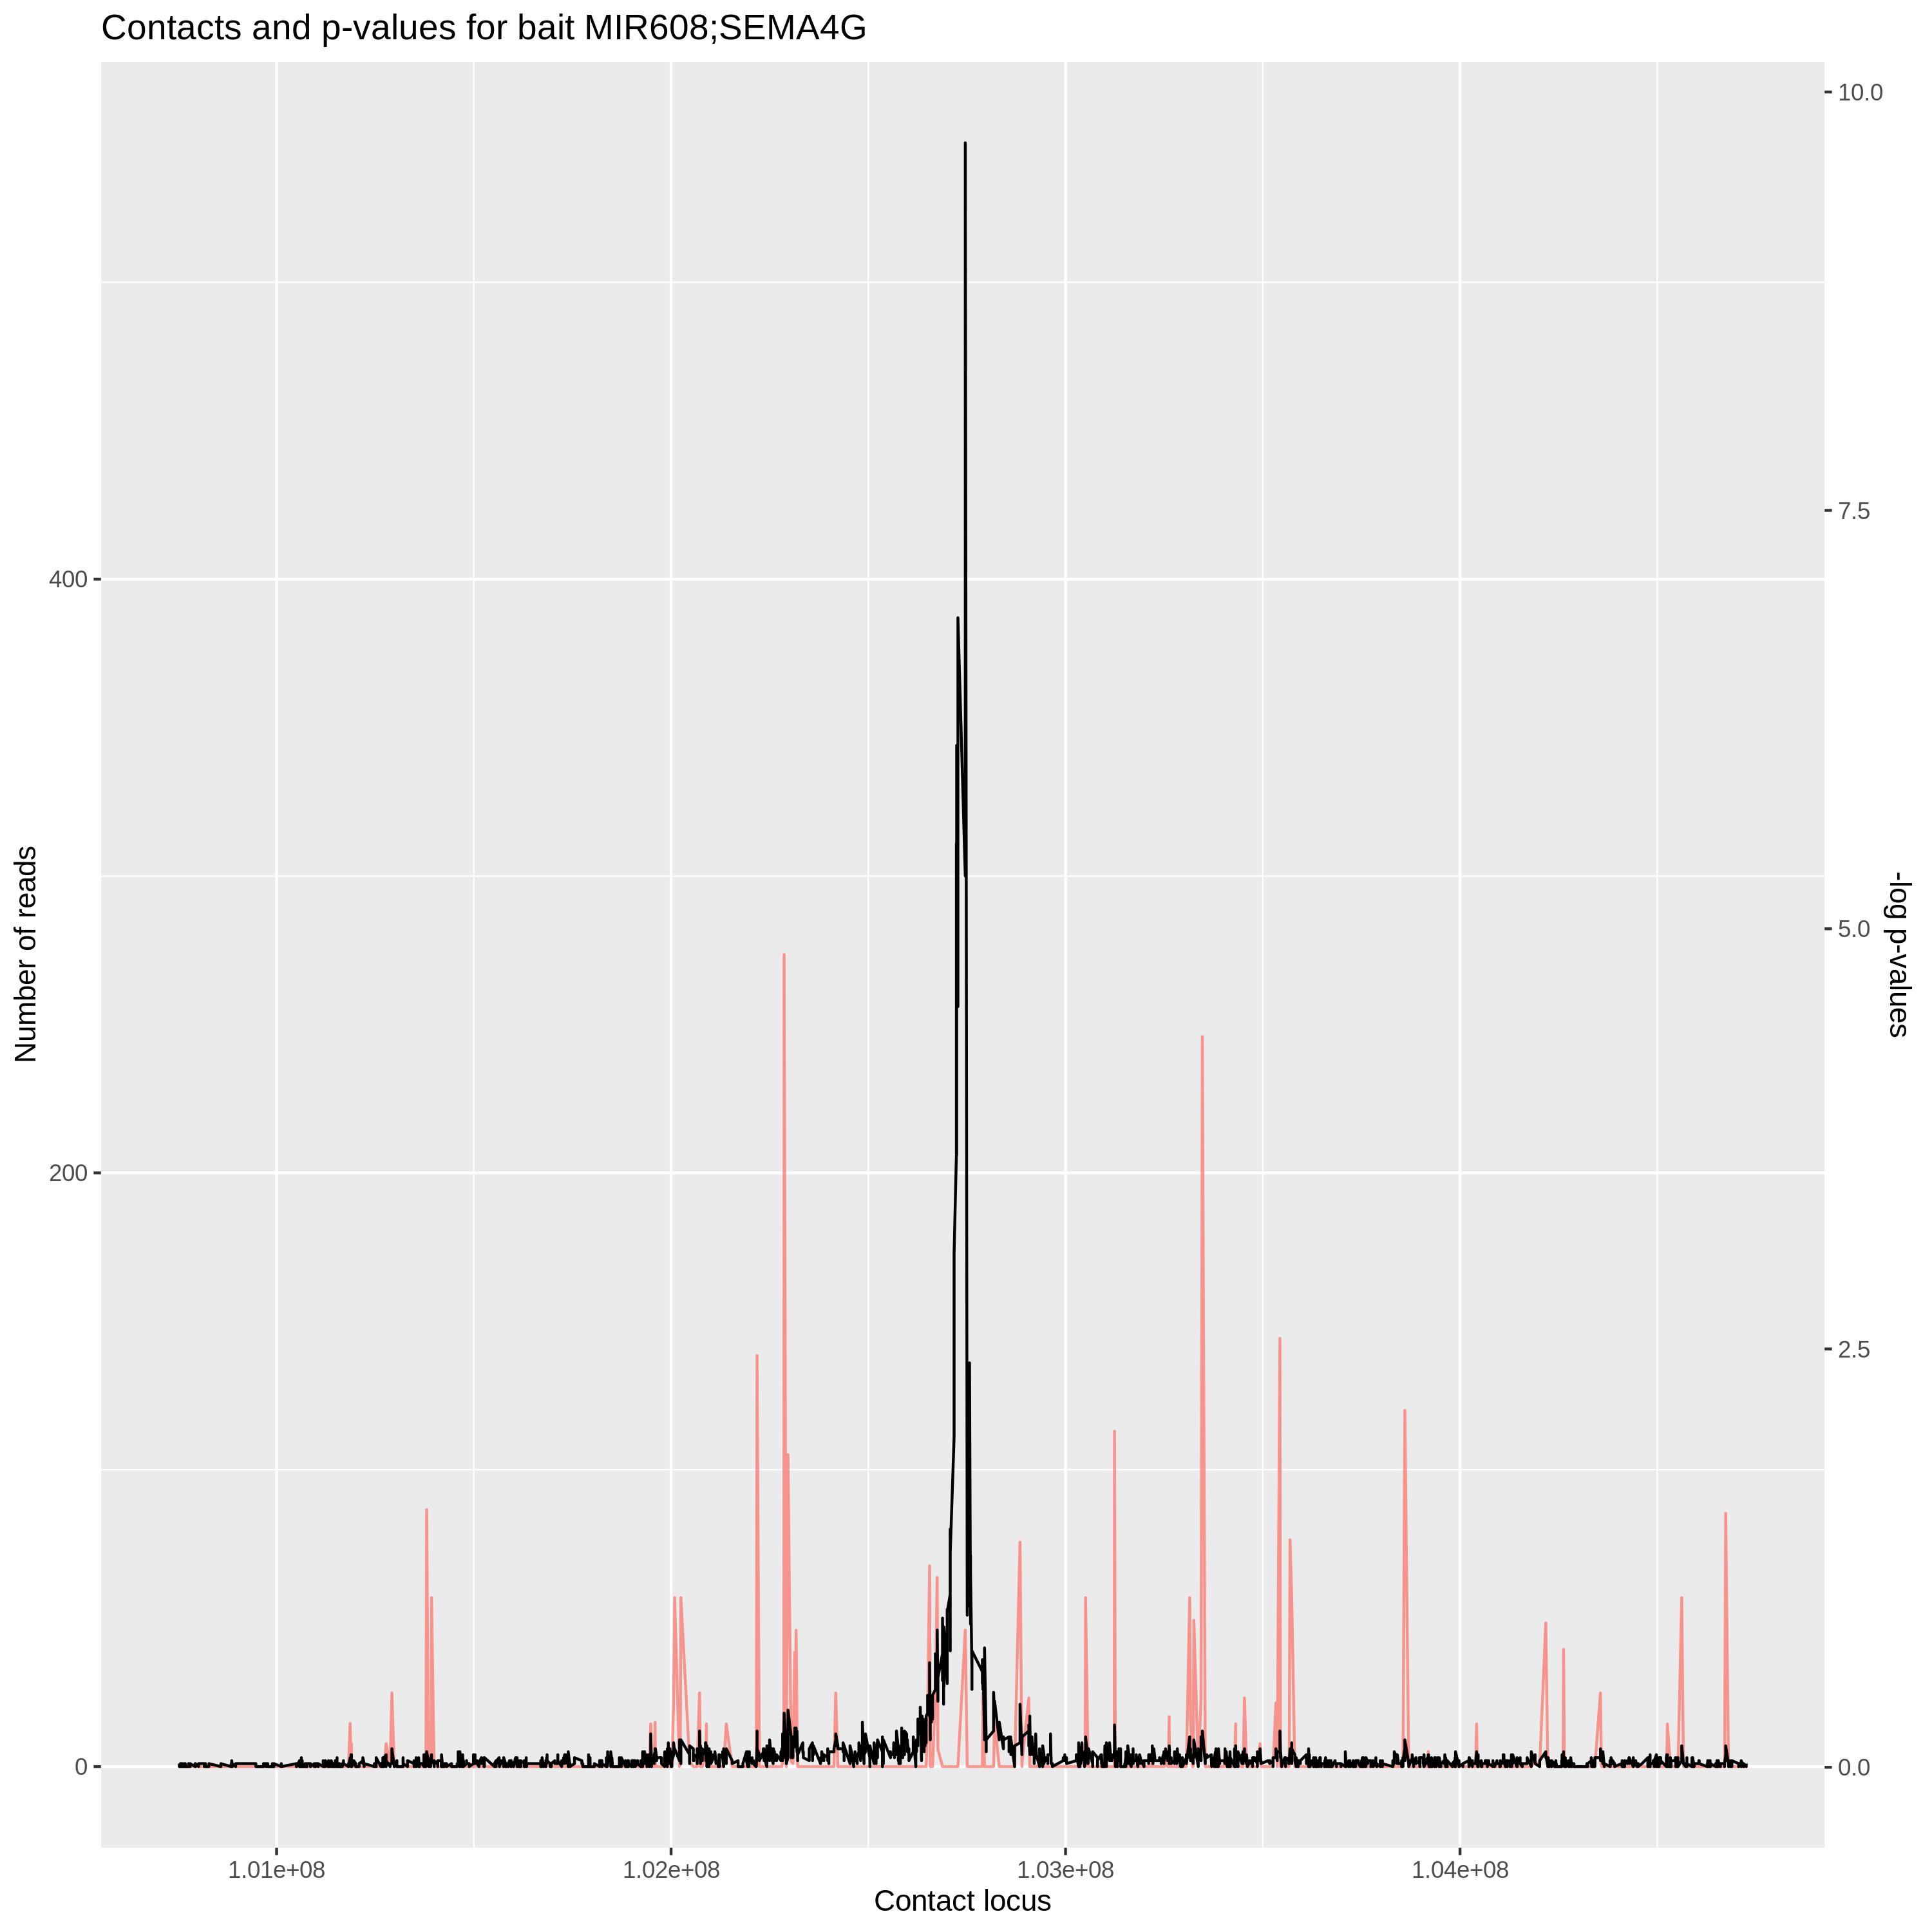 Contacts and p-values for bait MIR608;SEMA4G
10.0
7.5
400
5.0
Number of reads
-log p-values
200
2.5
0
0.0
1.01e+08
1.02e+08
1.03e+08
1.04e+08
Contact locus